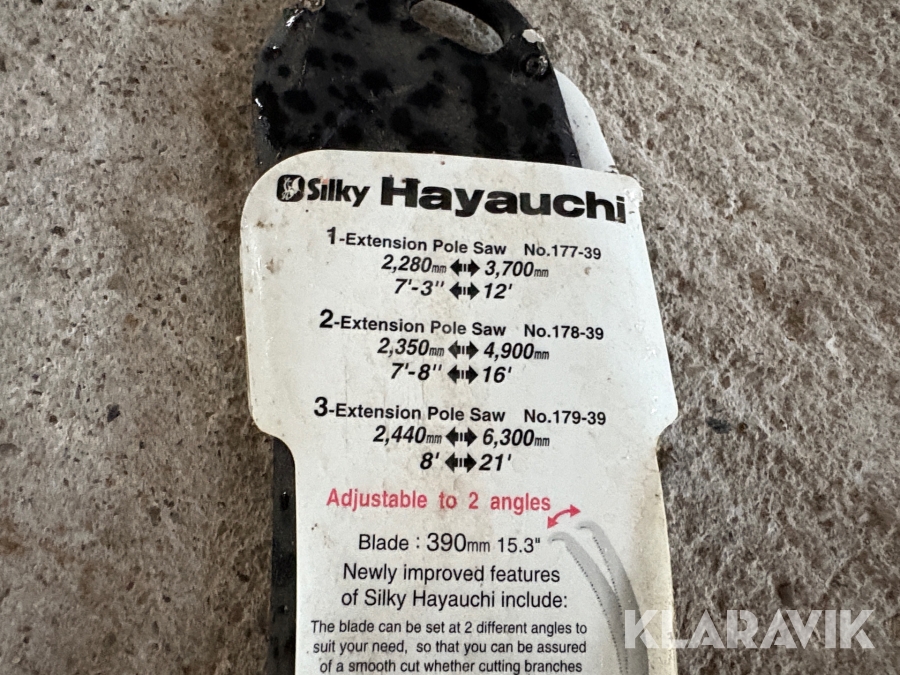 Silky Hayauchi
1-Extension Pole Saw No.177-39
2,280mm 3,700mm
7'-3" 12'
2-Extension Pole Saw No.178-39
2,350mm 4,900mm
7'-8" 16'
3-Extension Pole Saw No.179-39
2,440mm 6,300mm
8' 21'
Adjustable to 2 angles
Blade : 390mm 15.3"
Newly improved features
of Silky Hayauchi include:
The blade can be set at 2 different angles to
suit your need, so that you can be assured
of a smooth cut whether cutting branches
KLARAVIK